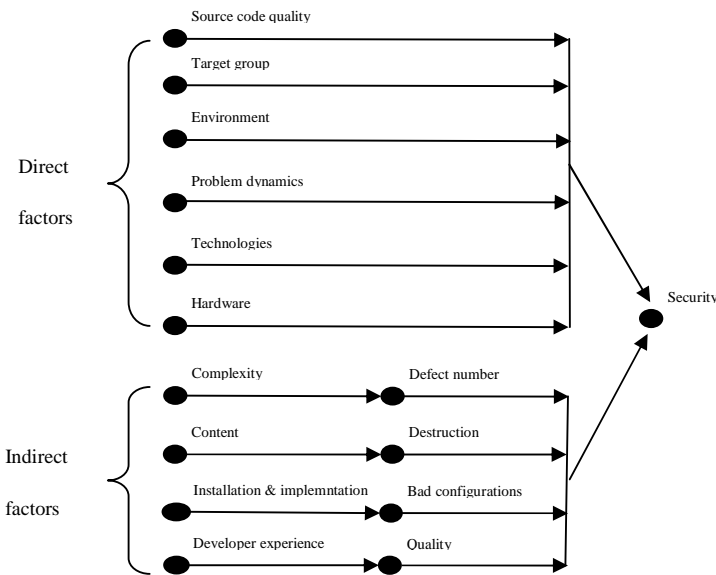 Source code quality
Target group
Environment
Direct
factors
Problem dynamics
Technologies
Hardware
Security
Complexity
Defect number
Content
Destruction
Indirect
factors
Installation & implemntation
Bad configurations
Developer experience
Quality